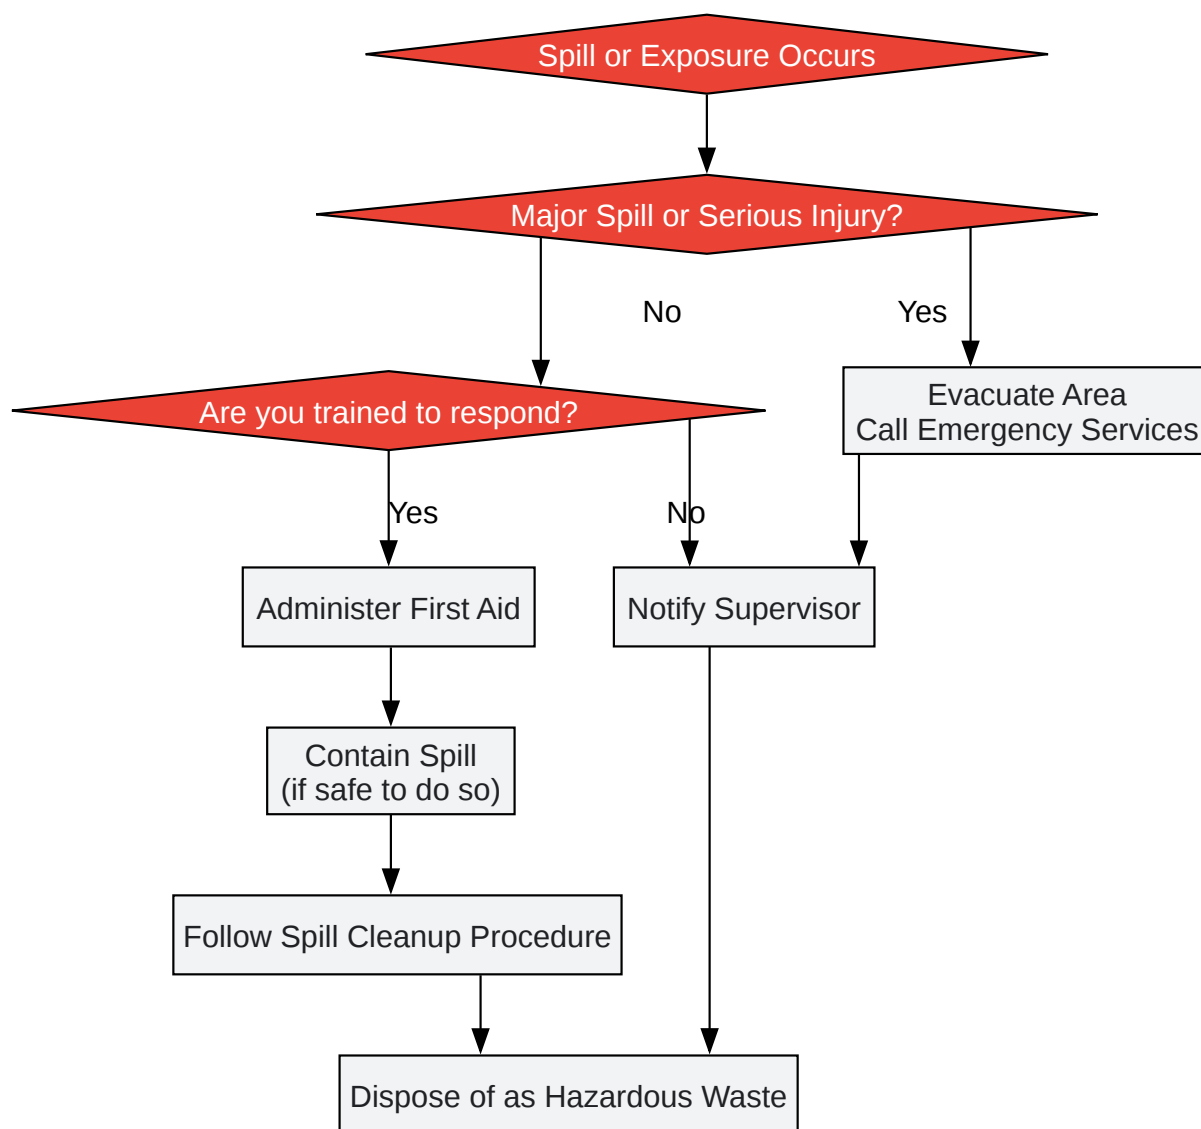 Spill or Exposure Occurs
Major Spill or Serious Injury?
No
Yes
Are you trained to respond?
Evacuate Area
Call Emergency Services
Yes
No
Administer First Aid
Notify Supervisor
Contain Spill
(if safe to do so)
Follow Spill Cleanup Procedure
Dispose of as Hazardous Waste